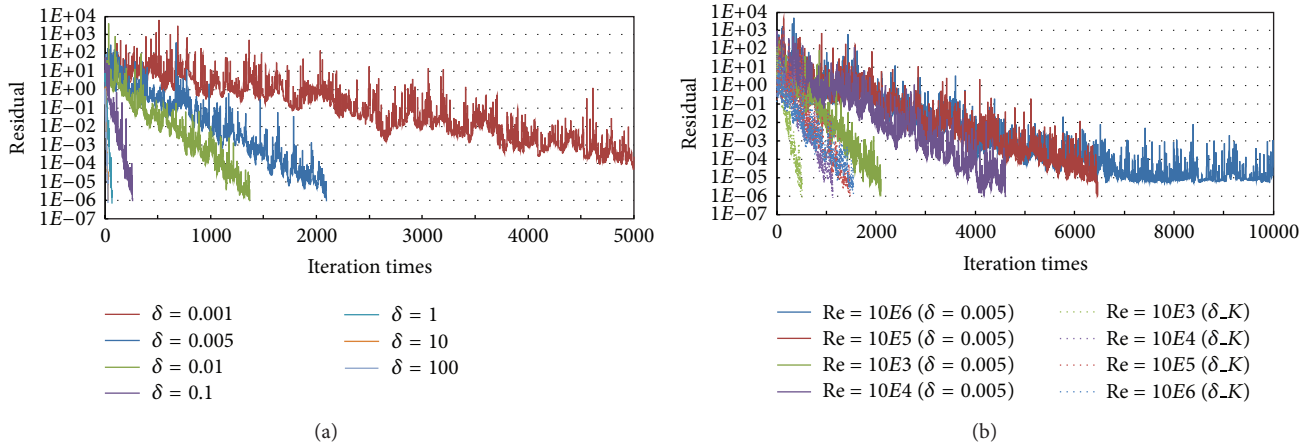 1E+04
1E+03
1E+02
1E+01
1E+00
1E−01
1E−02
1E−03
1E−04
1E−05
1E−06
1E−07
Residual
0 1000 2000 3000 4000 5000
Iteration times
δ = 0.001
δ = 0.005
δ = 0.01
δ = 0.1
δ = 1
δ = 10
δ = 100
(a)
1E+04
1E+03
1E+02
1E+01
1E+00
1E−01
1E−02
1E−03
1E−04
1E−05
1E−06
1E−07
Residual
0 2000 4000 6000 8000 10000
Iteration times
Re = 10E6 (δ = 0.005)
Re = 10E5 (δ = 0.005)
Re = 10E3 (δ = 0.005)
Re = 10E4 (δ = 0.005)
Re = 10E3 (δ_K)
Re = 10E4 (δ_K)
Re = 10E5 (δ_K)
Re = 10E6 (δ_K)
(b)